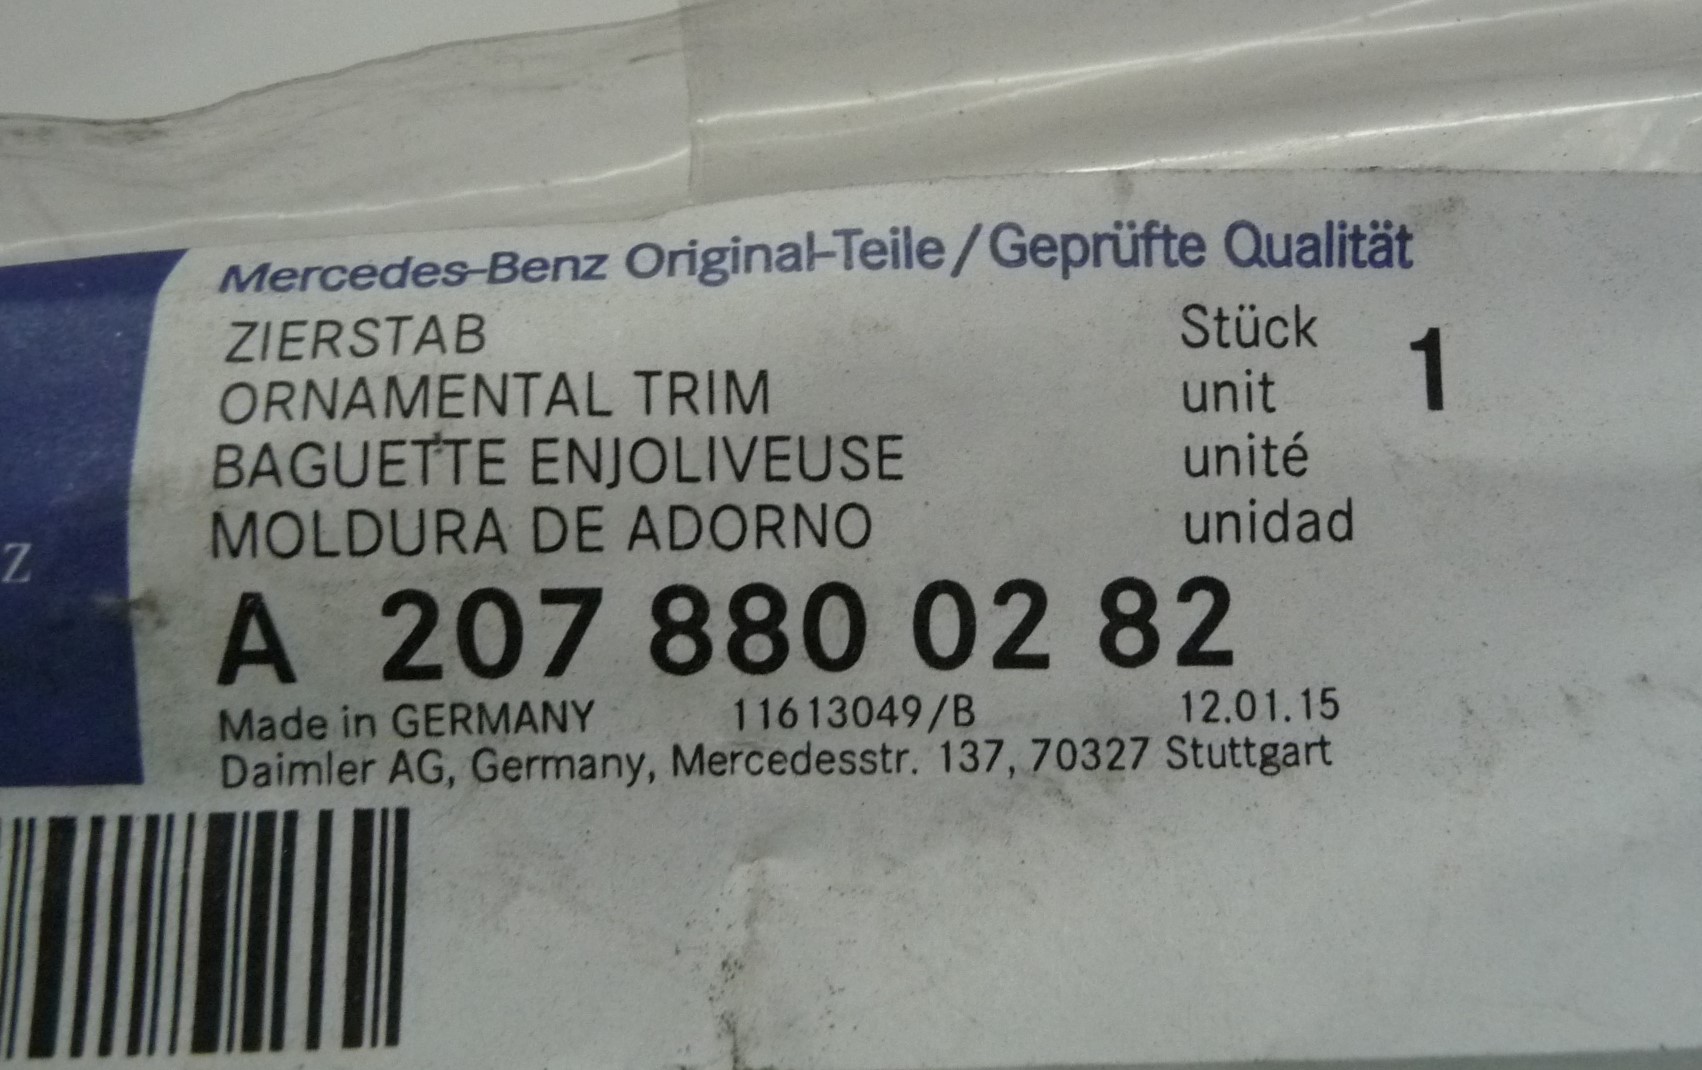 Mercedes-Benz Original-Teile/Geprüfte Qualität
ZIERSTAB Stück 1
ORNAMENTAL TRIM unit
BAGUETTE ENJOLIVEUSE unité
MOLDURA DE ADORNO unidad
z
A 207 880 02 82
Made in GERMANY 11613049/B 12.01.15
Daimler AG, Germany, Mercedesstr. 137, 70327 Stuttgart